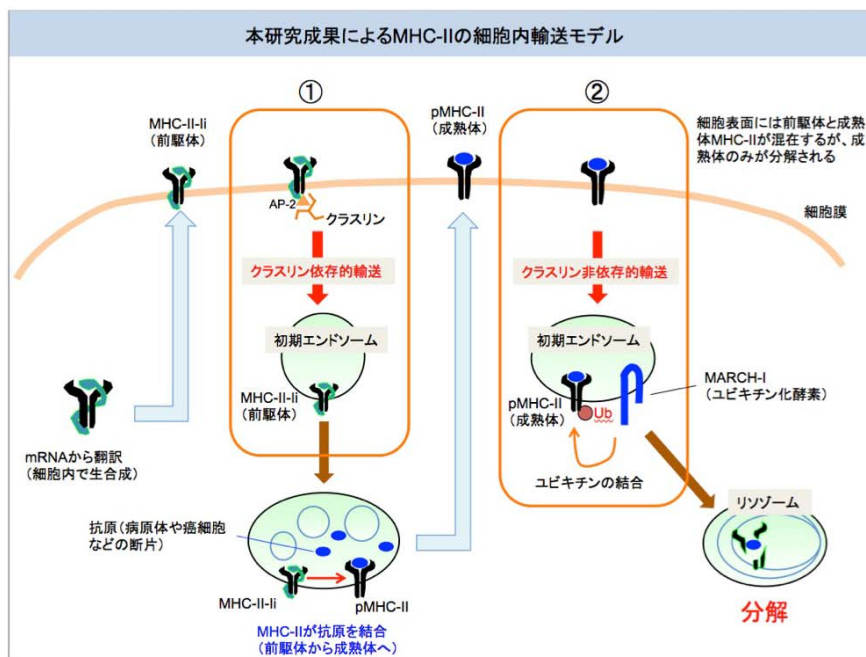 本研究成果によるMHC-IIの細胞内輸送モデル
①
②
MHC-II-Ii
（前駆体）
pMHC-II
（成熟体）
細胞表面には前駆体と成熟
体MHC-IIが混在するが、成
熟体のみが分解される
AP-2
クラスリン
細胞膜
クラスリン依存的輸送
クラスリン非依存的輸送
初期エンドソーム
初期エンドソーム
MHC-II-Ii
（前駆体）
pMHC-II
（成熟体）
Ub
MARCH-I
（ユビキチン化酵素）
mRNAから翻訳
（細胞内で生合成）
ユビキチンの結合
抗原（病原体や癌細胞
などの断片）
リソゾーム
MHC-II-Ii
pMHC-II
MHC-IIが抗原を結合
（前駆体から成熟体へ）
分解